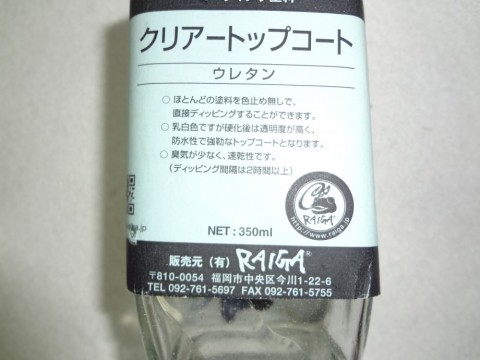 クリアートップコート
ウレタン
○ ほとんどの塗料を色止め無しで、
直接ディッピングすることができます。
○ 乳白色ですが硬化後は透明度が高く、
防水性で強靭なトップコートとなります。
○ 臭気が少なく、速乾性です。
(ディッピング間隔は2時間以上)
RAIGA
http://www.raiga.jp
iga.jp
NET : 350ml
販売元 (有) RAIGA®
〒810-0054 福岡市中央区今川1-22-6
TEL 092-761-5697 FAX 092-761-5755